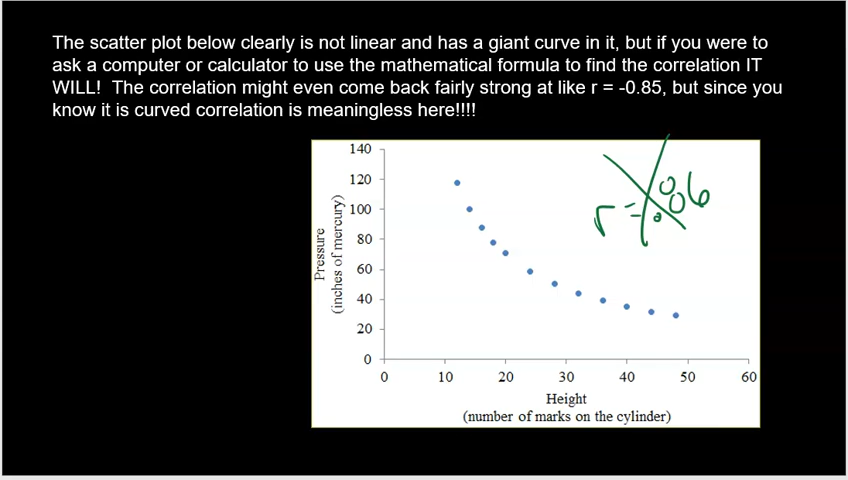 The scatter plot below clearly is not linear and has a giant curve in it, but if you were to
ask a computer or calculator to use the mathematical formula to find the correlation IT
WILL!  The correlation might even come back fairly strong at like r = -0.85, but since you
know it is curved correlation is meaningless here!!!!
140
120
100
80
60
40
20
0
Pressure
(inches of mercury)
0 10 20 30 40 50 60
Height
(number of marks on the cylinder)